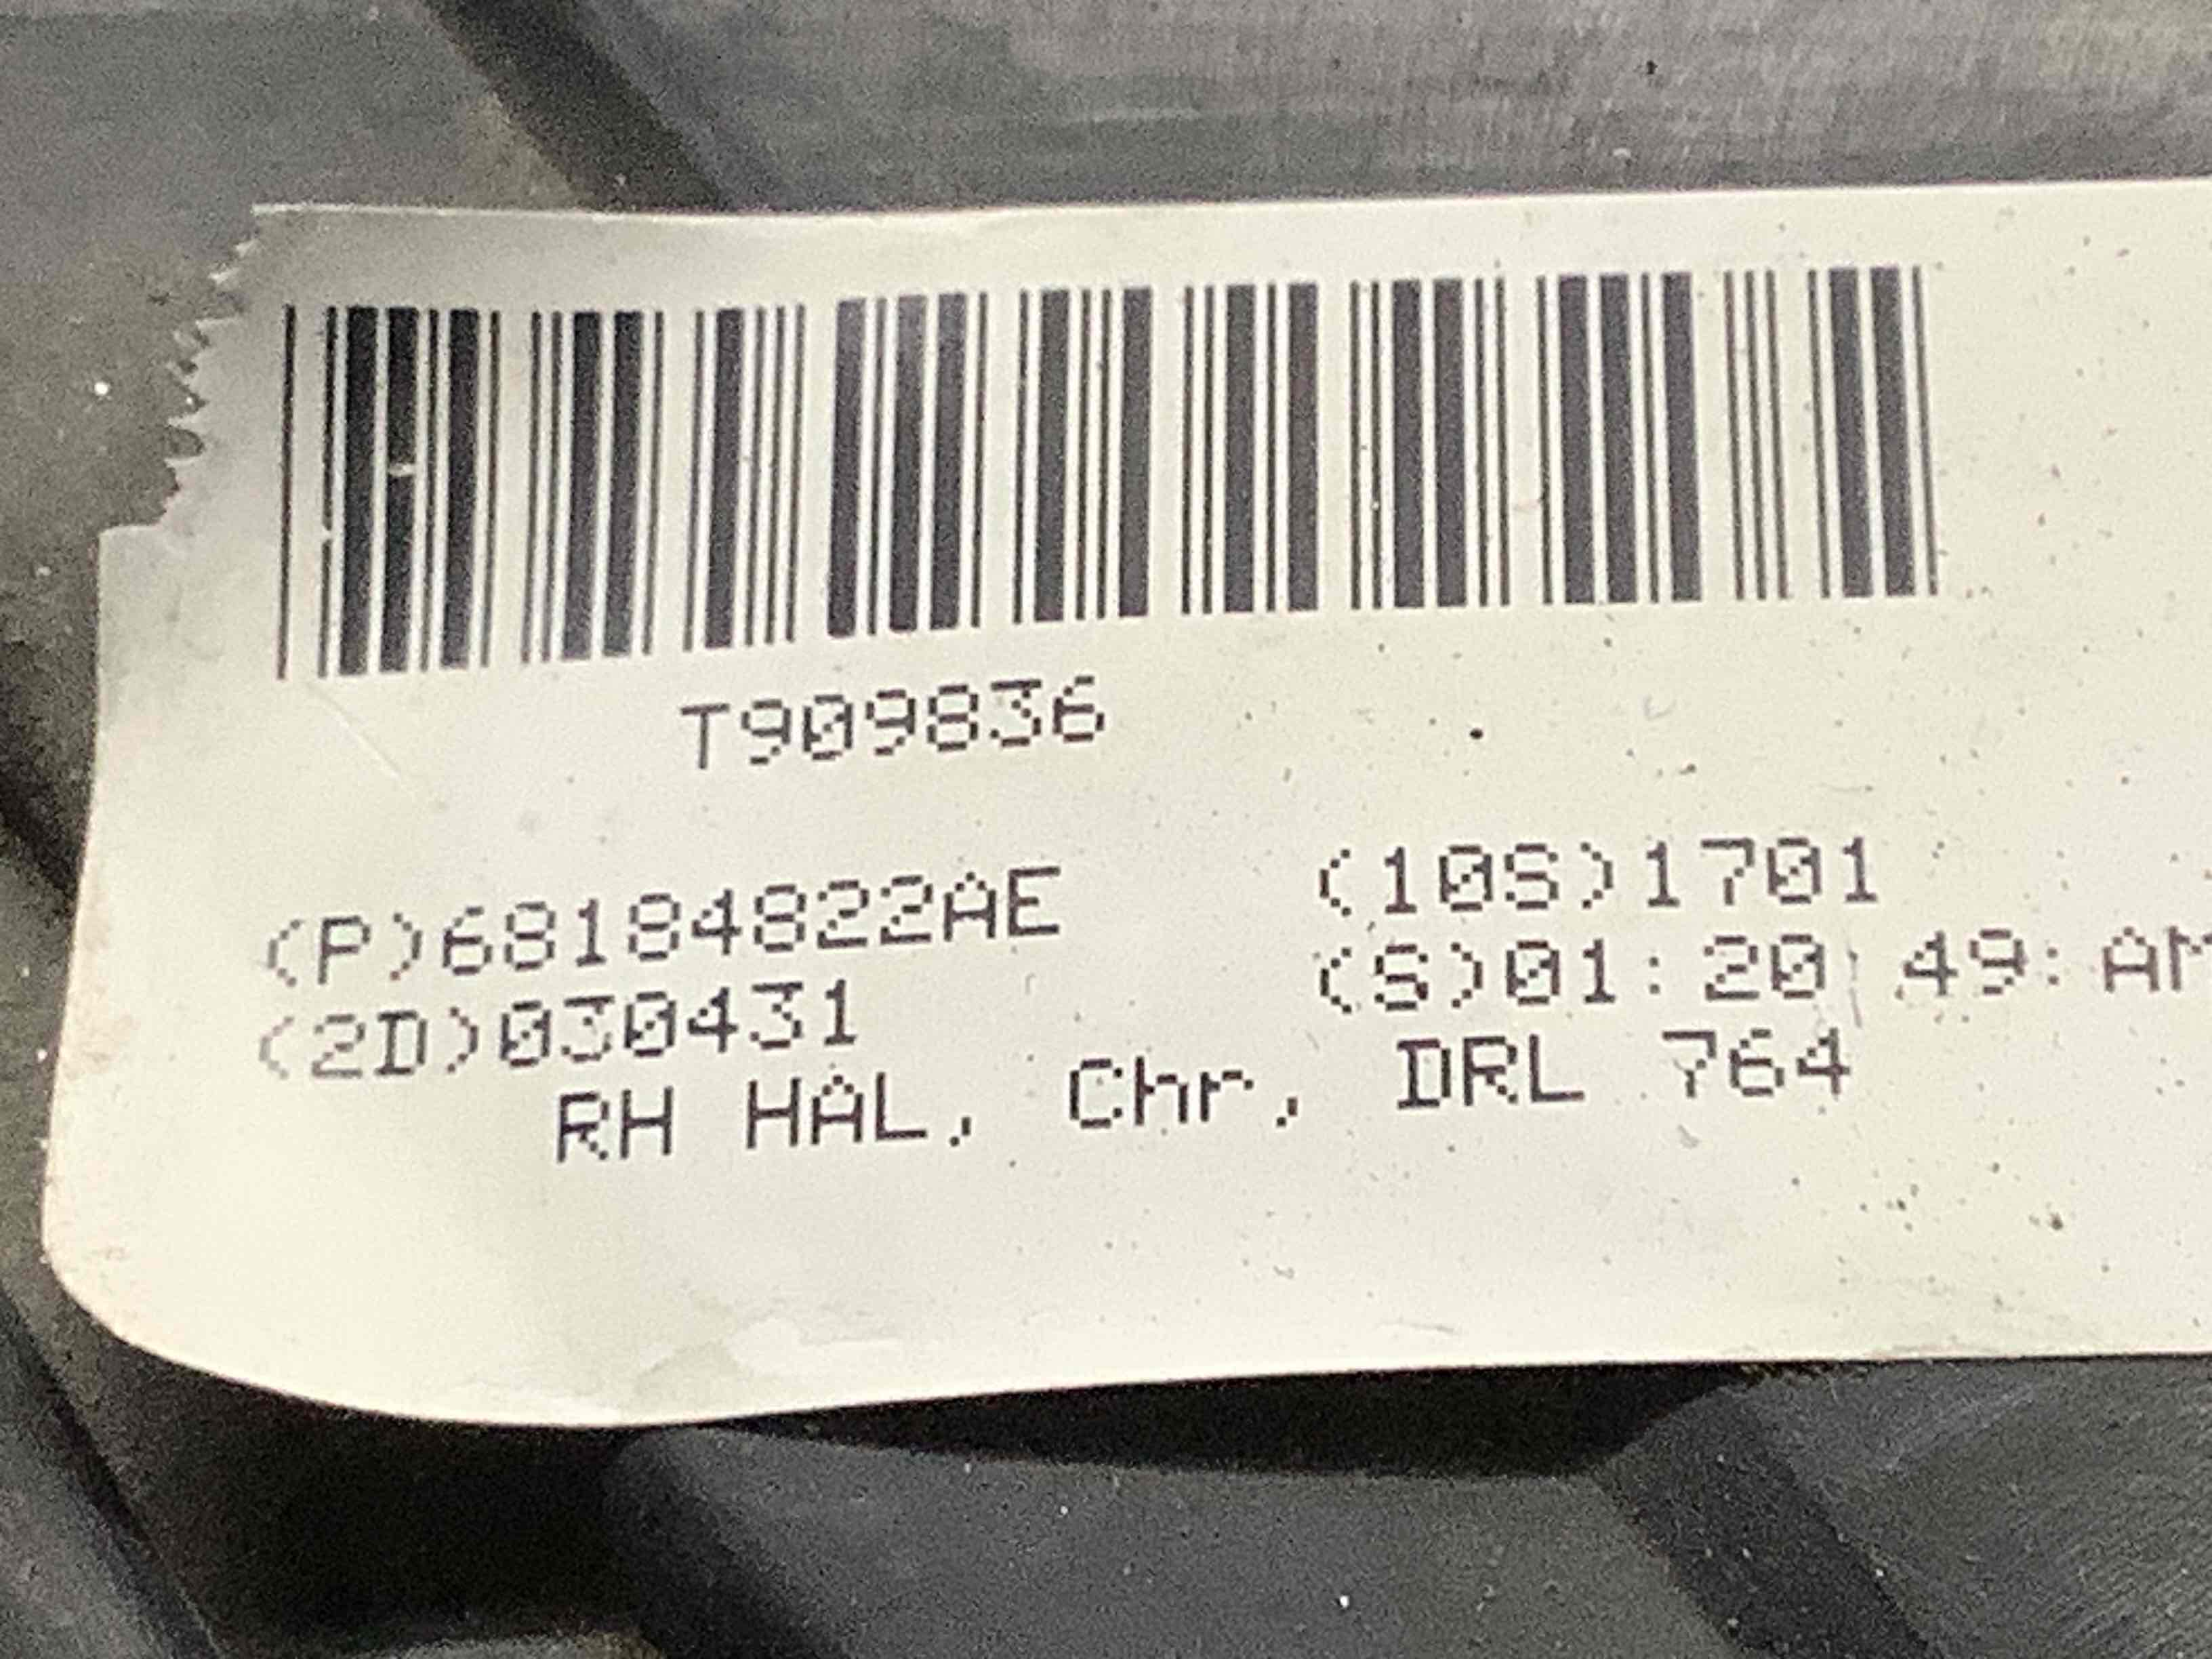 T909836
(P)68184822AE (10S)1701
(2D)030431 (S)01:20:49:AM
RH HAL, Chr, DRL 764